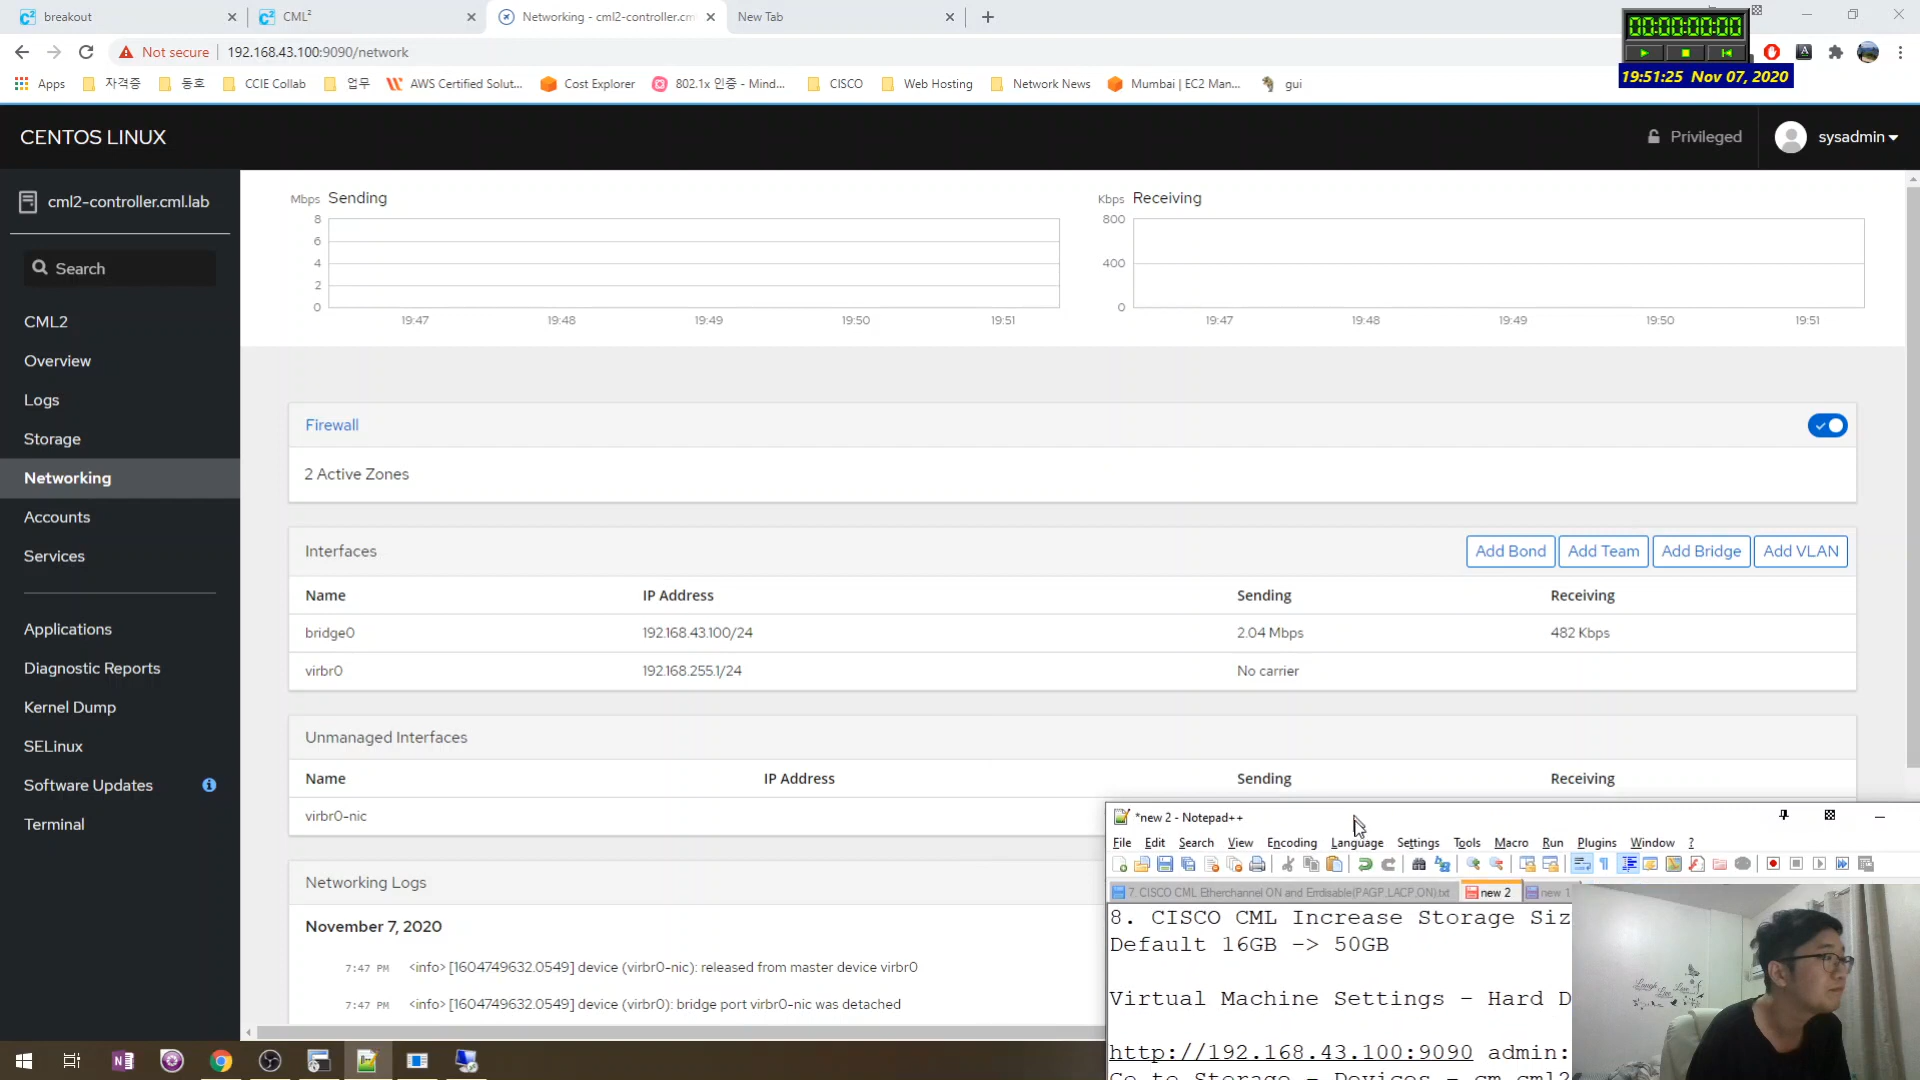 breakout
CML²
Networking - cml2-controller.cm
New Tab
00:00:00:00
Not secure
192.168.43.100:9090/network
19:51:25 Nov 07, 2020
Apps
자격증
동호
CCIE Collab
업무
AWS Certified Solut...
Cost Explorer
802.1x 인증 - Mind...
CISCO
Web Hosting
Network News
Mumbai | EC2 Man...
gui
CENTOS LINUX
Privileged
sysadmin
cml2-controller.cml.lab
Search
CML2
Overview
Logs
Storage
Networking
Accounts
Services
Applications
Diagnostic Reports
Kernel Dump
SELinux
Software Updates
Terminal
Mbps Sending
8
6
4
2
0
19:47 19:48 19:49 19:50 19:51
Kbps Receiving
800
400
0
19:47 19:48 19:49 19:50 19:51
Firewall
2 Active Zones
Interfaces
Add Bond
Add Team
Add Bridge
Add VLAN
Name IP Address Sending Receiving
bridge0 192.168.43.100/24 2.04 Mbps 482 Kbps
virbr0 192.168.255.1/24 No carrier
Unmanaged Interfaces
Name IP Address Sending Receiving
virbr0-nic
Networking Logs
November 7, 2020
7:47 PM <info> [1604749632.0549] device (virbr0-nic): released from master device virbr0
7:47 PM <info> [1604749632.0549] device (virbr0): bridge port virbr0-nic was detached
*new 2 - Notepad++
File Edit Search View Encoding Language Settings Tools Macro Run Plugins Window ?
7. CISCO CML Etherchannel ON and Errdisable(PAGP,LACP,ON).txt
new 2
new 1
8. CISCO CML Increase Storage Siz
Default 16GB -> 50GB
Virtual Machine Settings - Hard D
http://192.168.43.100:9090 admin:
Go to Storage - Devices - cm_cml2